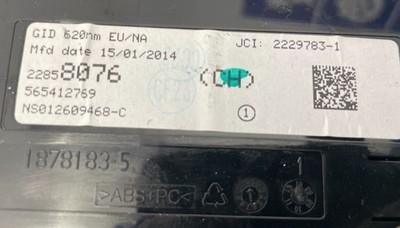 GID 620nm EU/NA
JCI: 2229783-1
Mfd date 15/01/2014
22858076 (CH)
565412769
NS012609468-C
1
1878183-5 1
>ABS+PC<